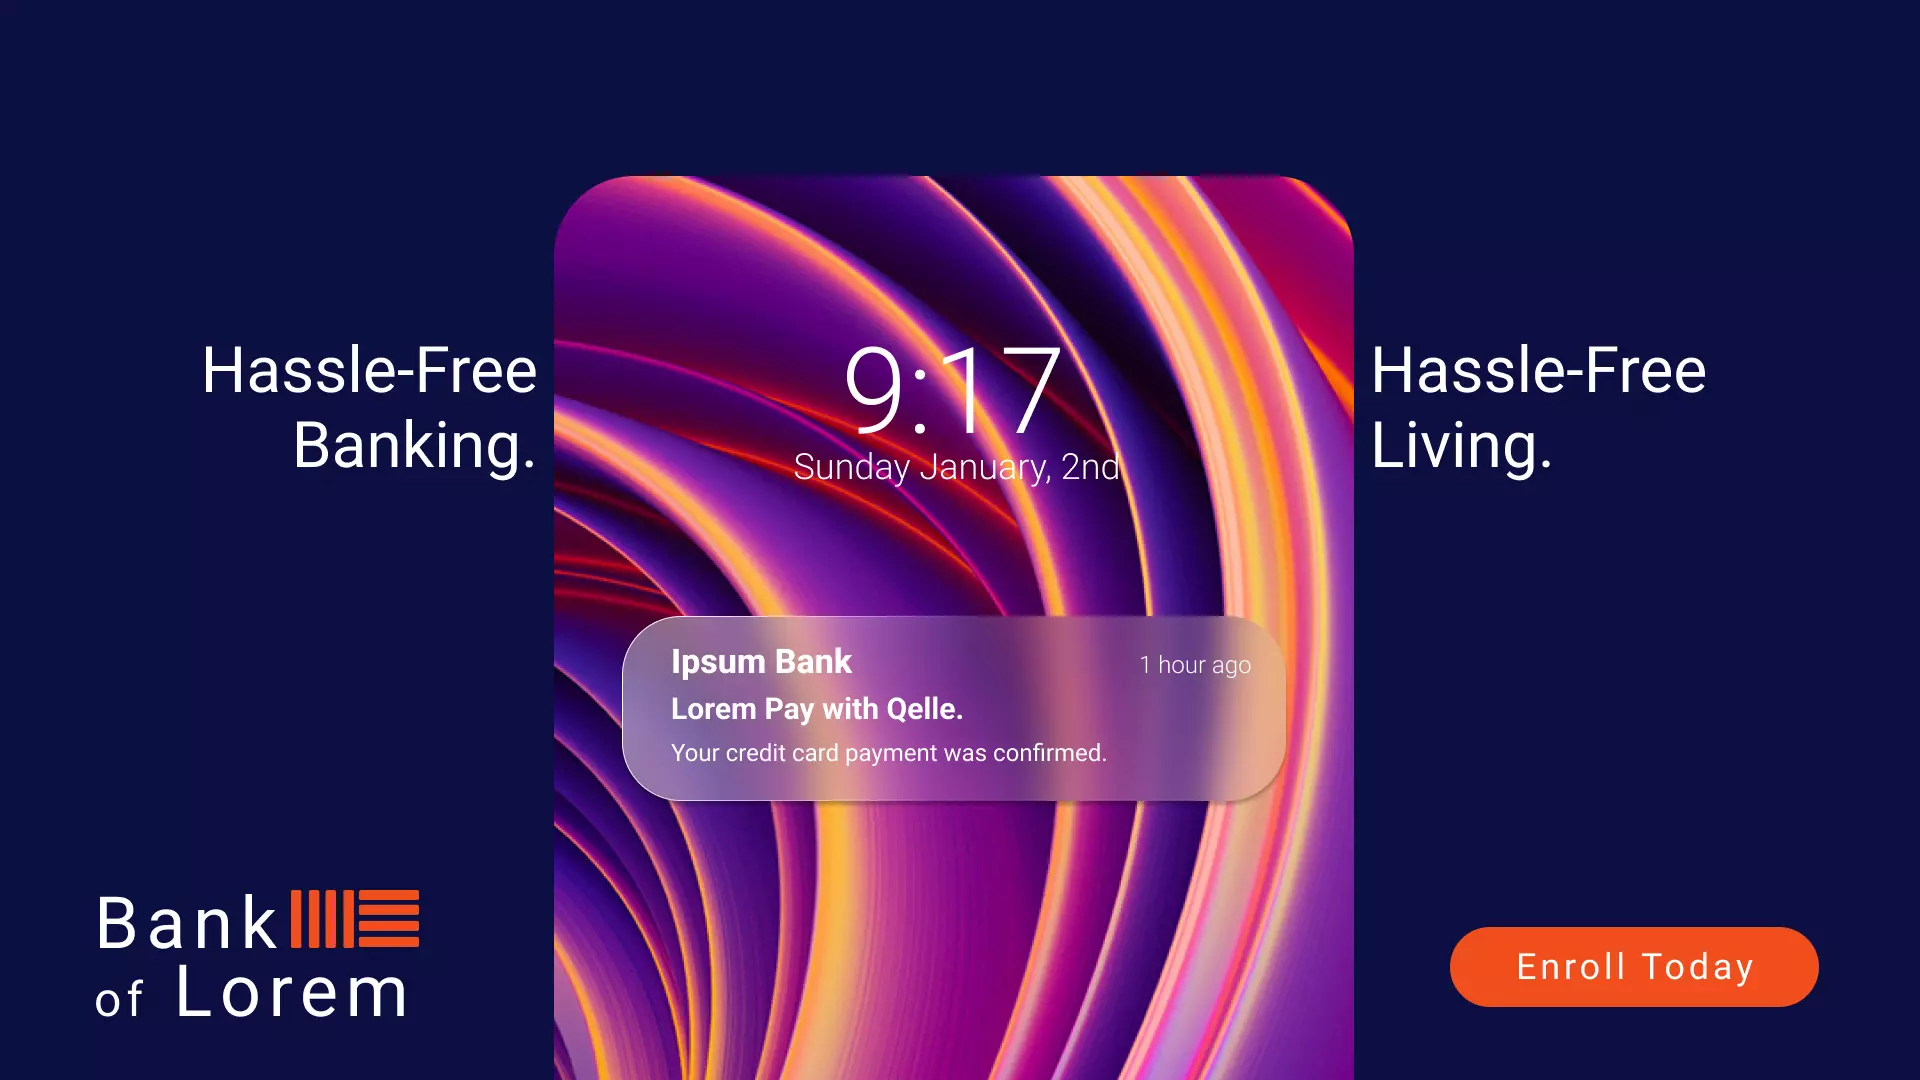 Hassle-Free
Banking.
9:17
Sunday January, 2nd
Hassle-Free
Living.
Ipsum Bank
1 hour ago
Lorem Pay with Qelle.
Your credit card payment was confirmed.
Bank
of Lorem
Enroll Today